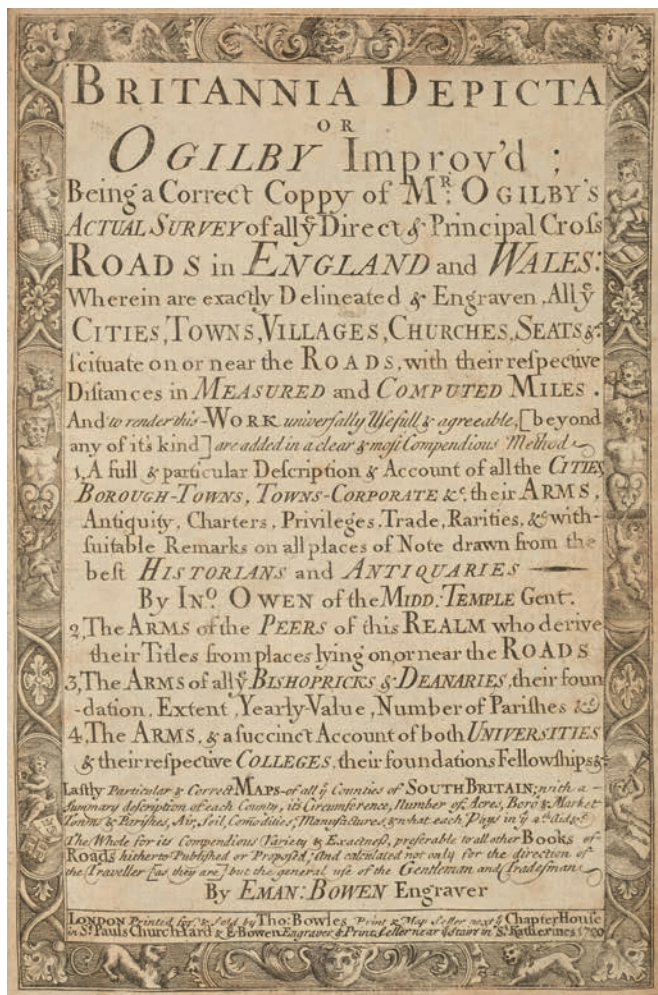 BRITANNIA DEPICTA
OR
OGILBY Improv'd ;
Being a Correct Coppy of Mʀ: OGILBY'S
ACTUAL SURVEY of all yͤ Direct & Principal Croſs
ROADS in ENGLAND and WALES:
Wherein are exactly Delineated & Engraven, All yͤ
CITIES, TOWNS, VILLAGES, CHURCHES, SEATS &c.
ſcituate on or near the ROADS, with their reſpective
Diſtances in MEASURED and COMPUTED MILES.
And to render this WORK univerſally Uſefull & agreeable, [beyond
any of it's kind] are added in a clear & moſt Compendious Method
1, A full & particular Deſcription & Account of all the CITIES,
BOROUGH-TOWNS, TOWNS-CORPORATE &c. their ARMS,
Antiquity, Charters, Privileges, Trade, Rarities, &c. with
ſuitable Remarks on all places of Note drawn from the
beſt HISTORIANS and ANTIQUARIES
By INº. OWEN of the MIDD: TEMPLE Gent.
2, The ARMS of the PEERS of this REALM who derive
their Titles from places lying on, or near the ROADS
3, The ARMS of all yͤ BISHOPRICKS & DEANARIES, their foun
-dation, Extent, Yearly-Value, Number of Pariſhes &c.
4, The ARMS, & a ſuccinct Account of both UNIVERSITIES
& their reſpective COLLEGES, their foundations Fellowſhips &c.
Laſtly Particular & Correct MAPS of all yͤ Counties of SOUTH BRITAIN; with a
Summary deſcription of each County, its Circumference, Number of Acres, Boro' & Market
Towns & Pariſhes, Air, Soil, Comodities, Manufactures & what each Pays in yͤ 4ˢ. Aid &c.
The Whole for its Compendious Variety & Exactneſs, preferable to all other Books of
Roads hitherto Publiſhed or Propoſed; And calculated not only for the direction of
the Traveller [as they are] but the general uſe of the Gentleman and Tradeſman.
By EMAN: BOWEN Engraver
LONDON Printed for, & Sold by Tho: Bowles Print & Map Seller next yͤ Chapter Houſe
in Sᵗ. Pauls Church Yard & E. Bowen Engraver & Print Seller near yͤ Stairs in Sᵗ. Katherines 1720